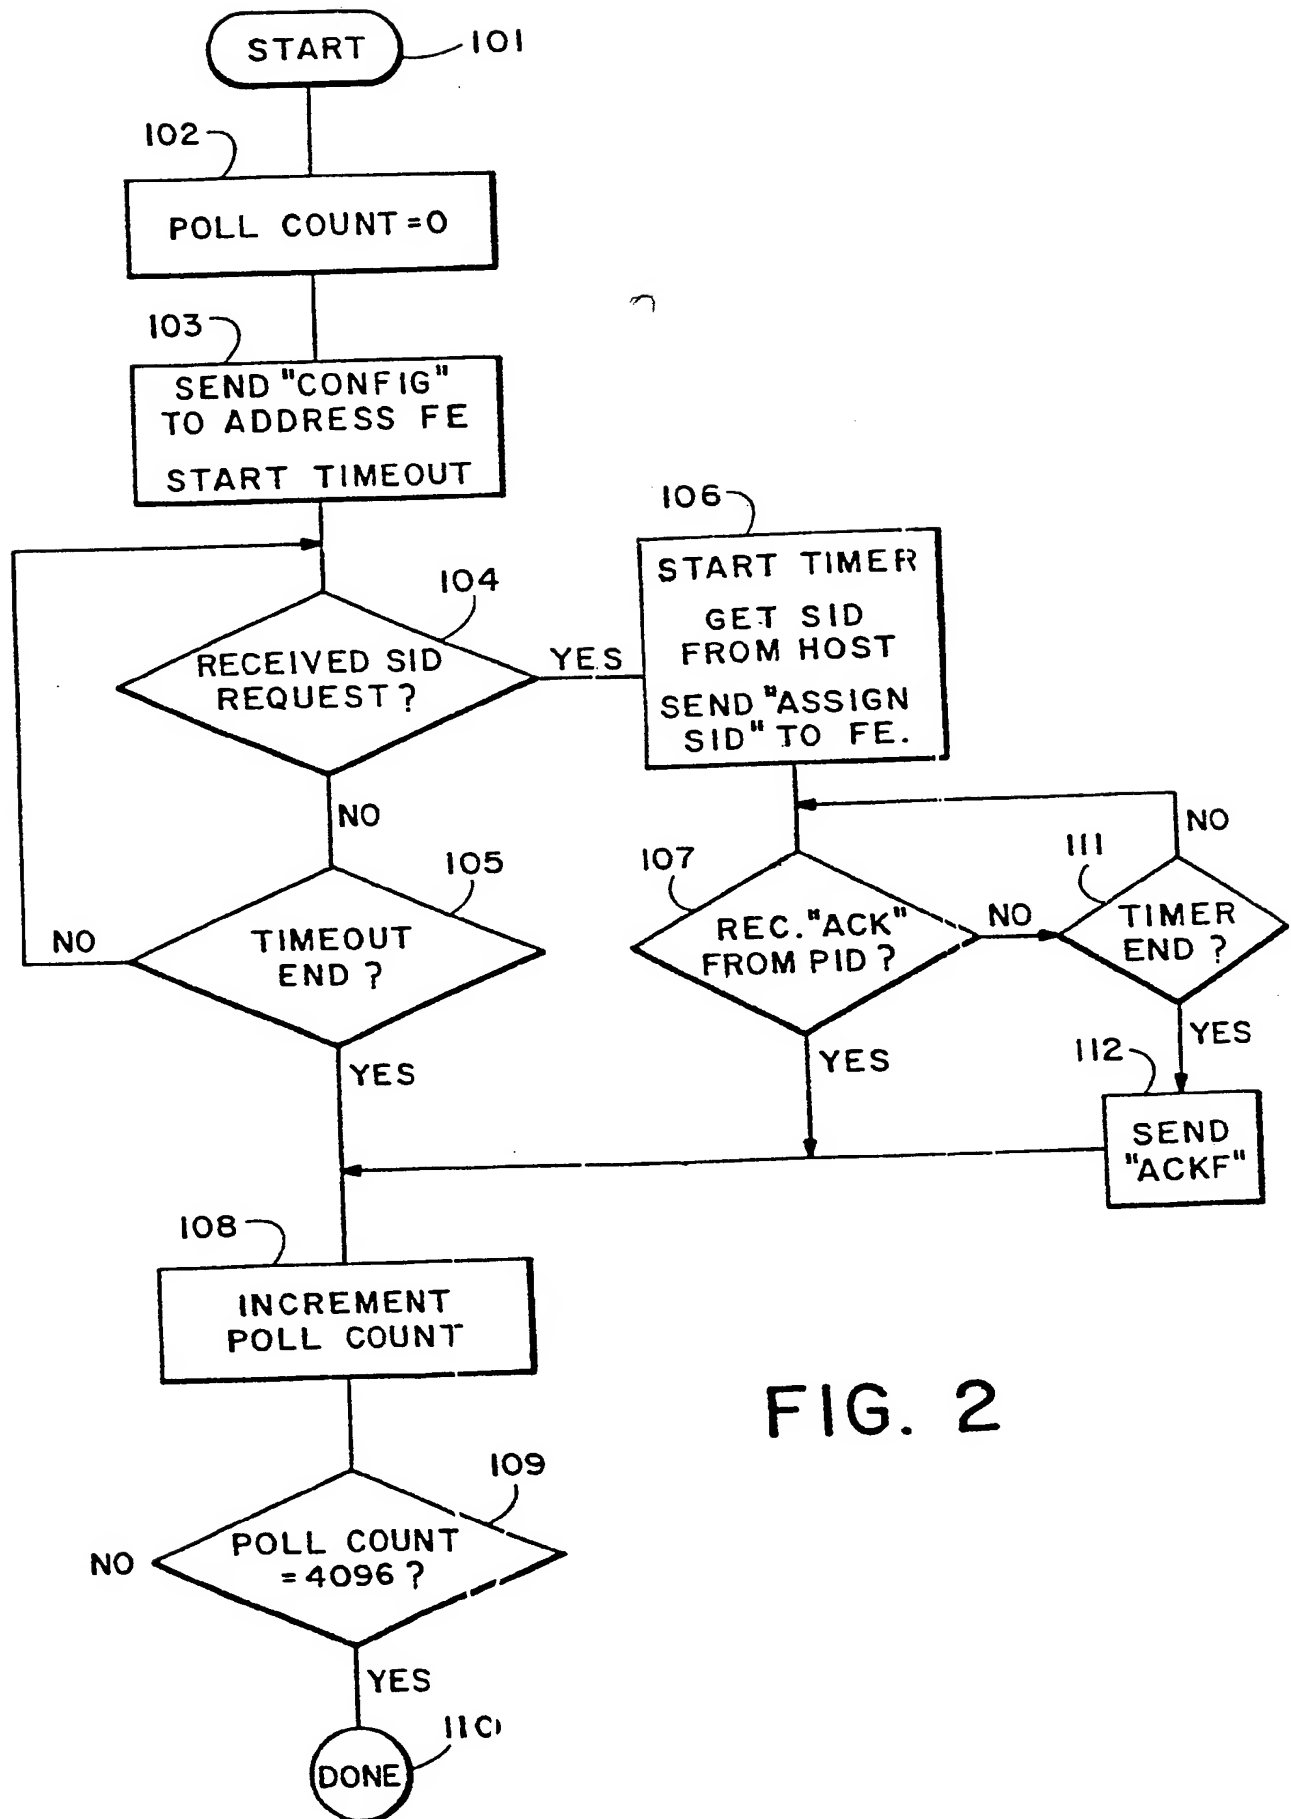 START
101
102
POLL COUNT = 0
103
SEND "CONFIG"
TO ADDRESS FE
START TIMEOUT
104
RECEIVED SID
REQUEST ?
YES
NO
106
START TIMER
GET SID
FROM HOST
SEND "ASSIGN
SID" TO FE.
105
TIMEOUT
END ?
NO
YES
107
REC. "ACK"
FROM PID ?
NO
YES
111
TIMER
END ?
NO
YES
112
SEND
"ACKF"
108
INCREMENT
POLL COUNT
109
POLL COUNT
= 4096 ?
NO
YES
110
DONE
FIG. 2